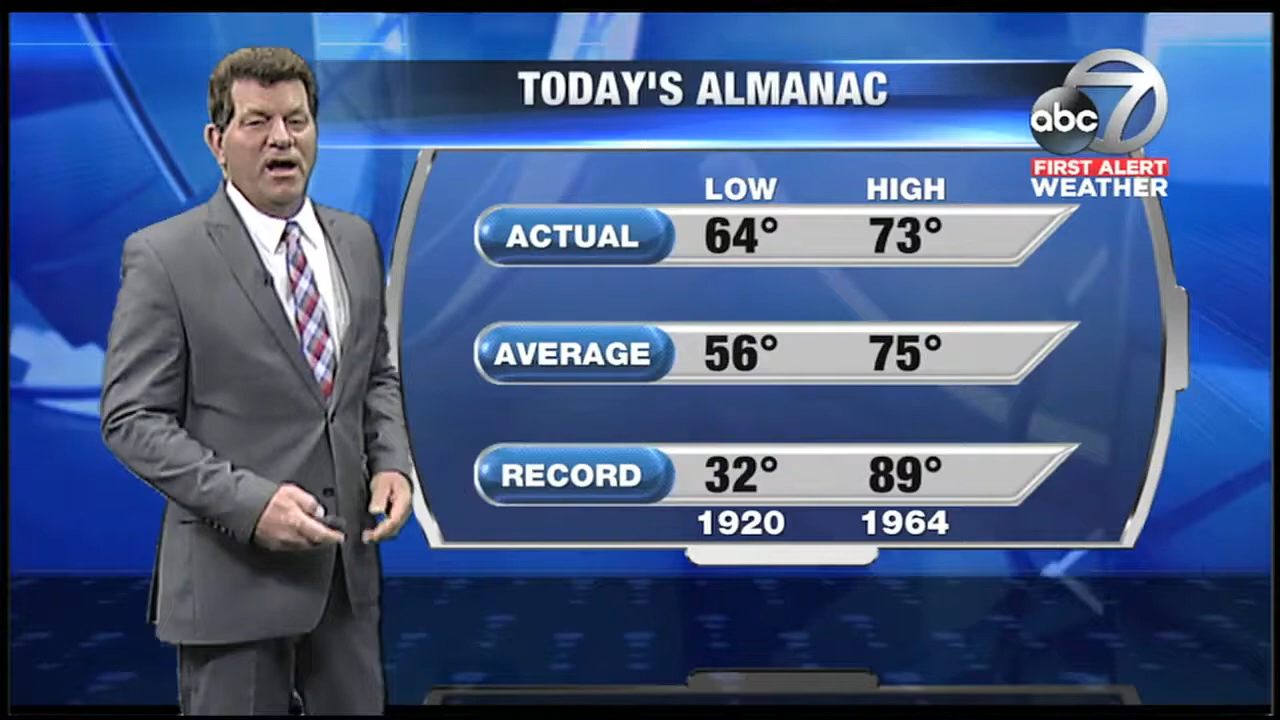 TODAY'S ALMANAC
abc 7
FIRST ALERT
WEATHER
LOW HIGH
ACTUAL 64° 73°
AVERAGE 56° 75°
RECORD 32° 89°
1920 1964